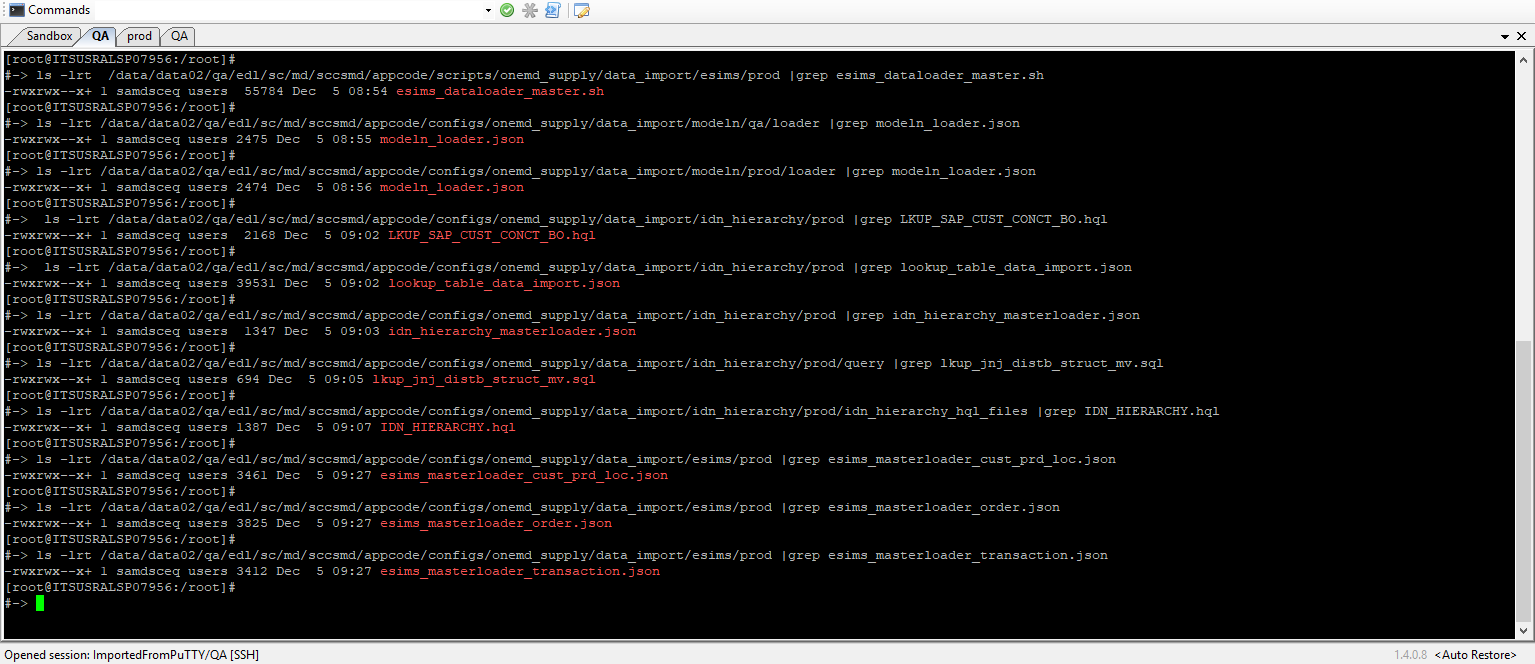 Commands
Sandbox QA prod QA
[root@ITSUSRALSP07956:/root]#
#-> ls -lrt  /data/data02/qa/edl/sc/md/sccsmd/appcode/scripts/onemd_supply/data_import/esims/prod |grep esims_dataloader_master.sh
-rwxrwx--x+ 1 samdsceq users  55784 Dec  5 08:54 esims_dataloader_master.sh
[root@ITSUSRALSP07956:/root]#
#-> ls -lrt /data/data02/qa/edl/sc/md/sccsmd/appcode/configs/onemd_supply/data_import/modeln/qa/loader |grep modeln_loader.json
-rwxrwx--x+ 1 samdsceq users 2475 Dec  5 08:55 modeln_loader.json
[root@ITSUSRALSP07956:/root]#
#-> ls -lrt /data/data02/qa/edl/sc/md/sccsmd/appcode/configs/onemd_supply/data_import/modeln/prod/loader |grep modeln_loader.json
-rwxrwx--x+ 1 samdsceq users 2474 Dec  5 08:56 modeln_loader.json
[root@ITSUSRALSP07956:/root]#
#->  ls -lrt /data/data02/qa/edl/sc/md/sccsmd/appcode/configs/onemd_supply/data_import/idn_hierarchy/prod |grep LKUP_SAP_CUST_CONCT_BO.hql
-rwxrwx--x+ 1 samdsceq users  2168 Dec  5 09:02 LKUP_SAP_CUST_CONCT_BO.hql
[root@ITSUSRALSP07956:/root]#
#->  ls -lrt /data/data02/qa/edl/sc/md/sccsmd/appcode/configs/onemd_supply/data_import/idn_hierarchy/prod |grep lookup_table_data_import.json
-rwxrwx--x+ 1 samdsceq users 39531 Dec  5 09:02 lookup_table_data_import.json
[root@ITSUSRALSP07956:/root]#
#-> ls -lrt /data/data02/qa/edl/sc/md/sccsmd/appcode/configs/onemd_supply/data_import/idn_hierarchy/prod |grep idn_hierarchy_masterloader.json
-rwxrwx--x+ 1 samdsceq users  1347 Dec  5 09:03 idn_hierarchy_masterloader.json
[root@ITSUSRALSP07956:/root]#
#-> ls -lrt /data/data02/qa/edl/sc/md/sccsmd/appcode/configs/onemd_supply/data_import/idn_hierarchy/prod/query |grep lkup_jnj_distb_struct_mv.sql
-rwxrwx--x+ 1 samdsceq users 694 Dec  5 09:05 lkup_jnj_distb_struct_mv.sql
[root@ITSUSRALSP07956:/root]#
#-> ls -lrt /data/data02/qa/edl/sc/md/sccsmd/appcode/configs/onemd_supply/data_import/idn_hierarchy/prod/idn_hierarchy_hql_files |grep IDN_HIERARCHY.hql
-rwxrwx--x+ 1 samdsceq users 1387 Dec  5 09:07 IDN_HIERARCHY.hql
[root@ITSUSRALSP07956:/root]#
#-> ls -lrt /data/data02/qa/edl/sc/md/sccsmd/appcode/configs/onemd_supply/data_import/esims/prod |grep esims_masterloader_cust_prd_loc.json
-rwxrwx--x+ 1 samdsceq users 3461 Dec  5 09:27 esims_masterloader_cust_prd_loc.json
[root@ITSUSRALSP07956:/root]#
#-> ls -lrt /data/data02/qa/edl/sc/md/sccsmd/appcode/configs/onemd_supply/data_import/esims/prod |grep esims_masterloader_order.json
-rwxrwx--x+ 1 samdsceq users 3825 Dec  5 09:27 esims_masterloader_order.json
[root@ITSUSRALSP07956:/root]#
#-> ls -lrt /data/data02/qa/edl/sc/md/sccsmd/appcode/configs/onemd_supply/data_import/esims/prod |grep esims_masterloader_transaction.json
-rwxrwx--x+ 1 samdsceq users 3412 Dec  5 09:27 esims_masterloader_transaction.json
[root@ITSUSRALSP07956:/root]#
#->
Opened session: ImportedFromPuTTY/QA [SSH] 1.4.0.8 <Auto Restore>